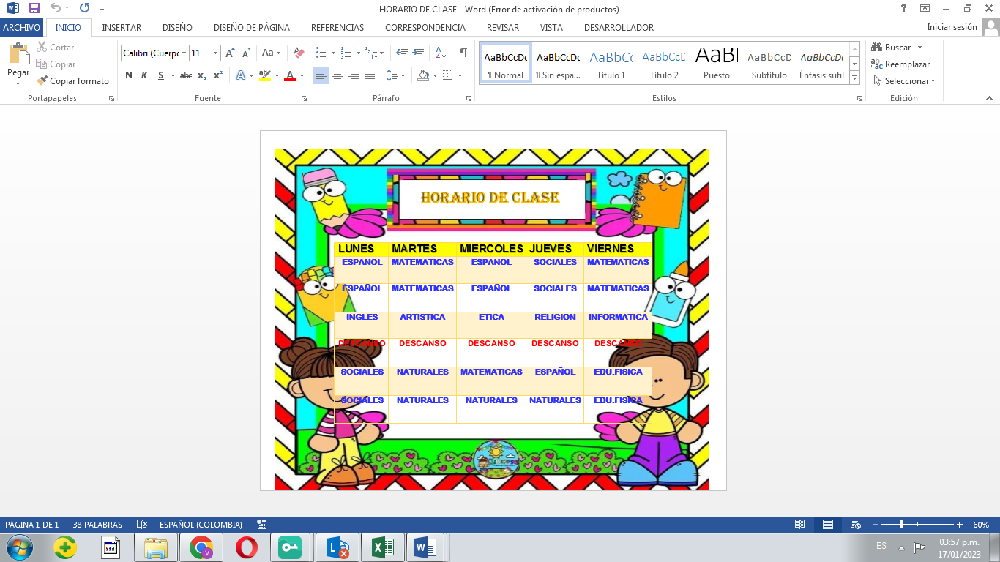 HORARIO DE CLASE - Word (Error de activación de productos)
ARCHIVO INICIO INSERTAR DISEÑO DISEÑO DE PÁGINA REFERENCIAS CORRESPONDENCIA REVISAR VISTA DESARROLLADOR Iniciar sesión
Pegar
Cortar
Copiar
Copiar formato
Portapapeles
Calibri (Cuerpo 11
N K S abc x₂ x²
Fuente
Párrafo
AaBbCcDc AaBbCcDc AaBbCc AaBbCcD AaB AaBbCcD AaBbCcDc
¶ Normal ¶ Sin espa... Título 1 Título 2 Puesto Subtítulo Énfasis sutil
Estilos
Buscar
Reemplazar
Seleccionar
Edición
HORARIO DE CLASE
LUNES MARTES MIERCOLES JUEVES VIERNES
ESPAÑOL MATEMATICAS ESPAÑOL SOCIALES MATEMATICAS
ESPAÑOL MATEMATICAS ESPAÑOL SOCIALES MATEMATICAS
INGLES ARTISTICA ETICA RELIGION INFORMATICA
DESCANSO DESCANSO DESCANSO DESCANSO DESCANSO
SOCIALES NATURALES MATEMATICAS ESPAÑOL EDU.FISICA
SOCIALES NATURALES NATURALES NATURALES EDU.FISICA
PÁGINA 1 DE 1 38 PALABRAS ESPAÑOL (COLOMBIA) 60%
ES
03:57 p.m.
17/01/2023